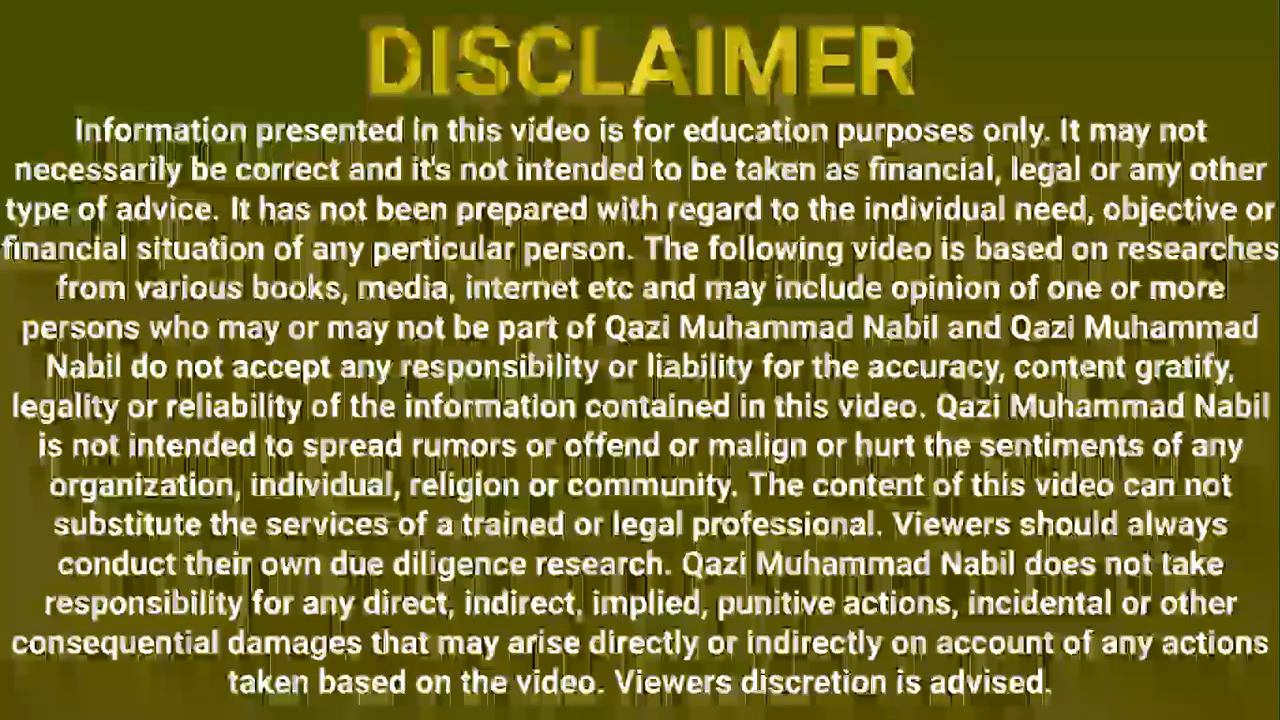 DISCLAIMER
Information presented in this video is for education purposes only. It may not
necessarily be correct and it's not intended to be taken as financial, legal or any other
type of advice. It has not been prepared with regard to the individual need, objective or
financial situation of any perticular person. The following video is based on researches
from various books, media, internet etc and may include opinion of one or more
persons who may or may not be part of Qazi Muhammad Nabil and Qazi Muhammad
Nabil do not accept any responsibility or liability for the accuracy, content gratify,
legality or reliability of the information contained in this video. Qazi Muhammad Nabil
is not intended to spread rumors or offend or malign or hurt the sentiments of any
organization, individual, religion or community. The content of this video can not
substitute the services of a trained or legal professional. Viewers should always
conduct their own due diligence research. Qazi Muhammad Nabil does not take
responsibility for any direct, indirect, implied, punitive actions, incidental or other
consequential damages that may arise directly or indirectly on account of any actions
taken based on the video. Viewers discretion is advised.